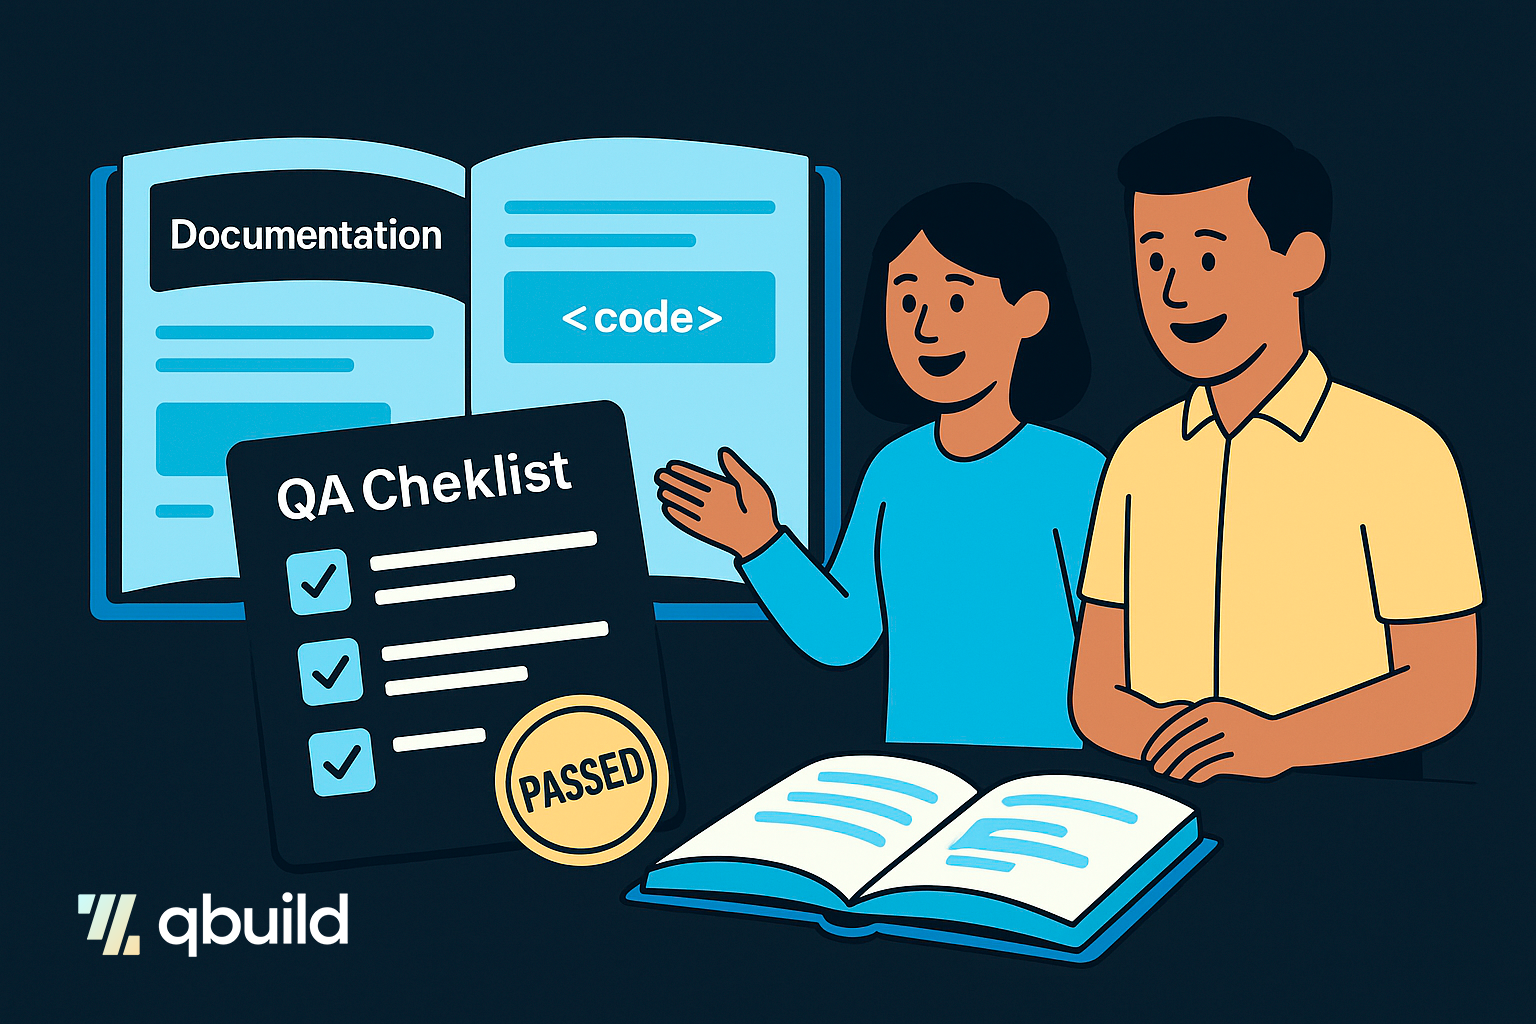 Documentation
<code>
QA Cheklist
PASSED
qbuild